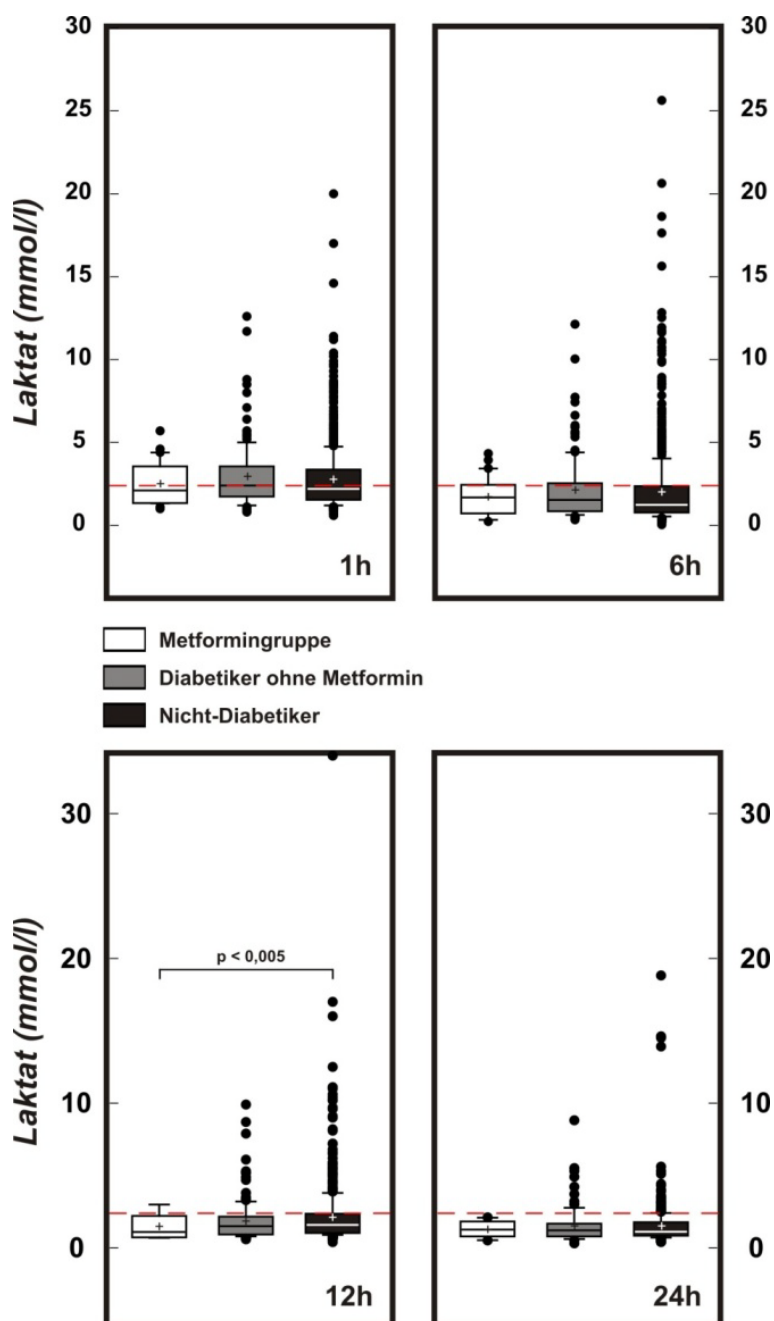 30
25
20
15
10
5
0
Laktat (mmol/l)
1h
30
25
20
15
10
5
0
6h
Metformingruppe
Diabetiker ohne Metformin
Nicht-Diabetiker
30
20
10
0
Laktat (mmol/l)
p < 0,005
12h
30
20
10
0
24h